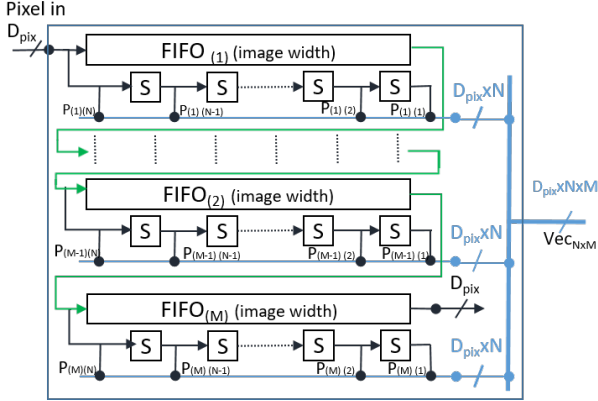 Pixel in
Dpix
FIFO (1) (image width)
S S S S
P(1)(N) P(1)(N-1) P(1)(2) P(1)(1)
DpixxN
FIFO(2) (image width)
S S S S
P(M-1)(N) P(M-1)(N-1) P(M-1)(2) P(M-1)(1)
DpixxN
DpixxNxM
VecNxM
FIFO(M) (image width)
Dpix
S S S S
P(M)(N) P(M)(N-1) P(M)(2) P(M)(1)
DpixxN